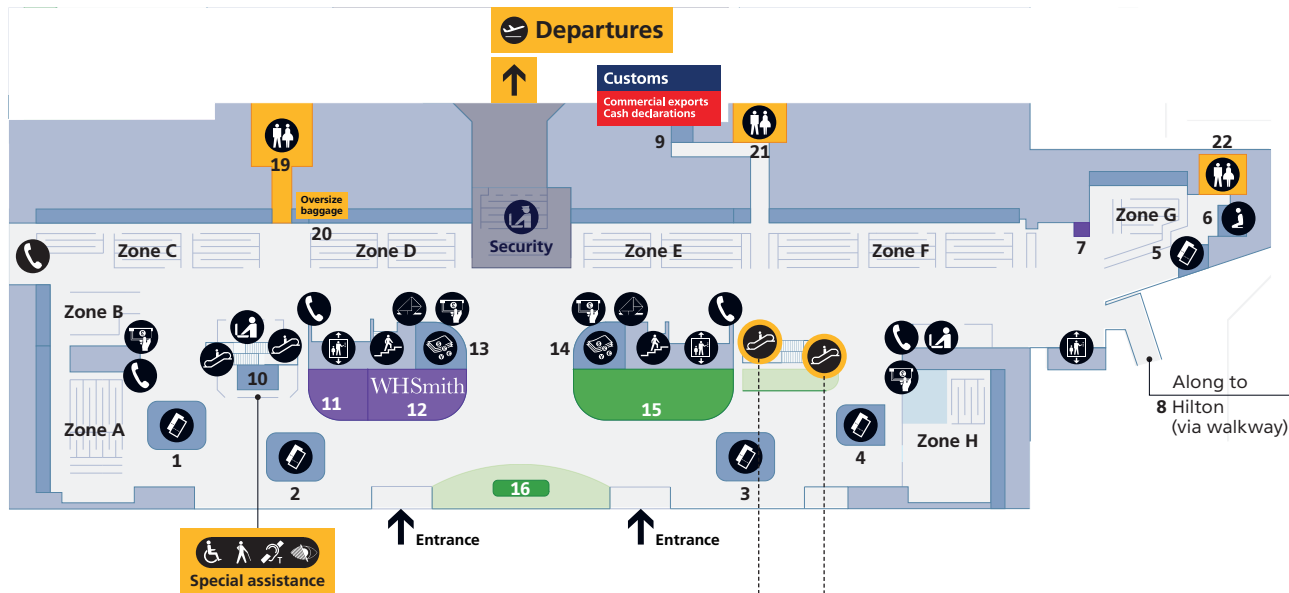 Departures
Customs
Commercial exports
Cash declarations
9
19
21
22
Oversize
baggage
20
Security
Zone C
Zone D
Zone E
Zone F
Zone G
6
7
5
Zone B
13
14
10
WHSmith
11
12
15
Along to
8 Hilton
(via walkway)
Zone A
Zone H
1
2
3
4
16
Entrance
Entrance
Special assistance